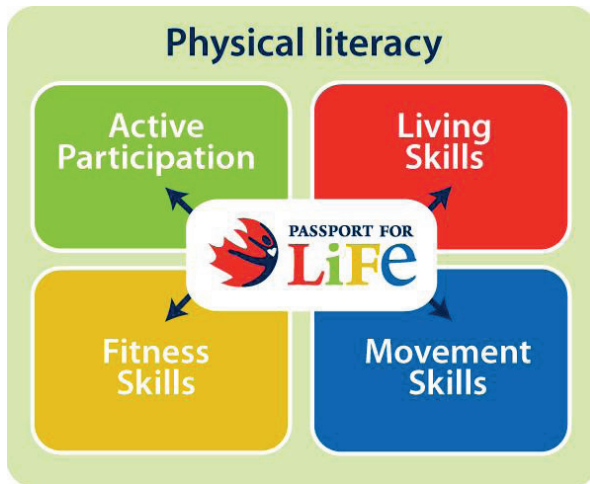 Physical literacy
Active
Participation
Living
Skills
PASSPORT FOR
LiFe
Fitness
Skills
Movement
Skills